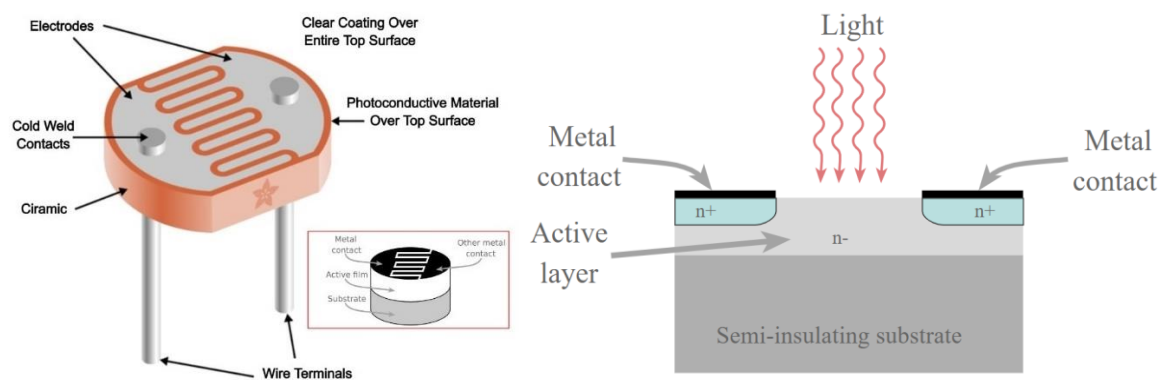 Electrodes
Clear Coating Over
Entire Top Surface
Photoconductive Material
Over Top Surface
Cold Weld
Contacts
Ciramic
Wire Terminals
Metal
contact
Other metal
contact
Active film
Substrate
Light
Metal
contact
Metal
contact
n+
n+
n-
Active
layer
Semi-insulating substrate